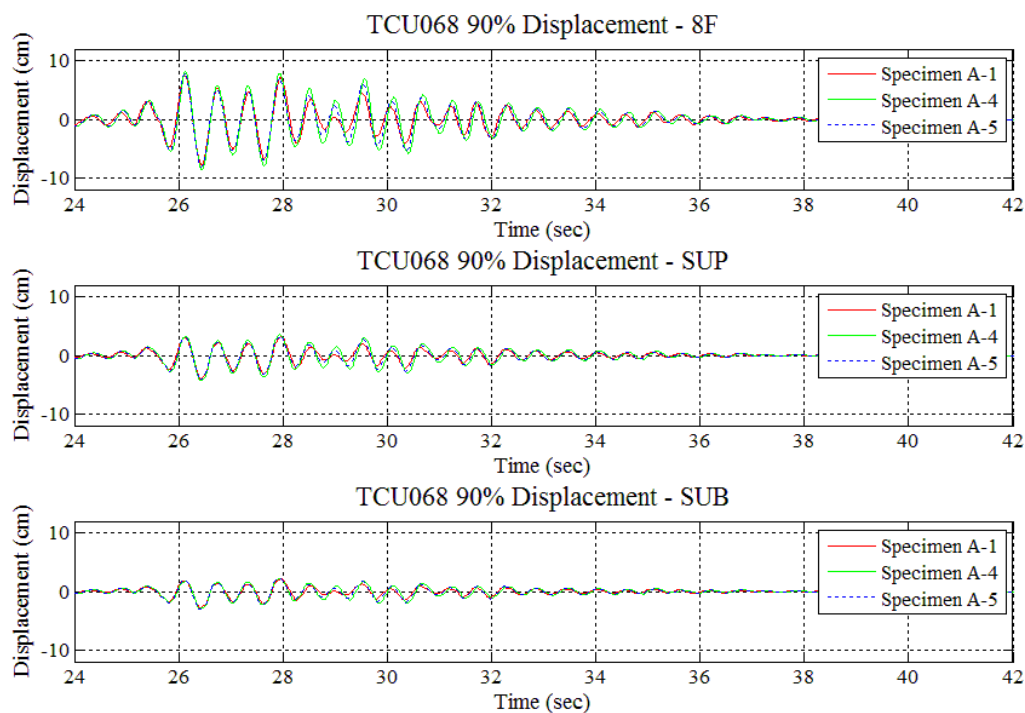 TCU068 90% Displacement - 8F
Displacement (cm)
10
0
-10
Specimen A-1
Specimen A-4
Specimen A-5
24 26 28 30 32 34 36 38 40 42
Time (sec)
TCU068 90% Displacement - SUP
Displacement (cm)
10
0
-10
Specimen A-1
Specimen A-4
Specimen A-5
24 26 28 30 32 34 36 38 40 42
Time (sec)
TCU068 90% Displacement - SUB
Displacement (cm)
10
0
-10
Specimen A-1
Specimen A-4
Specimen A-5
24 26 28 30 32 34 36 38 40 42
Time (sec)